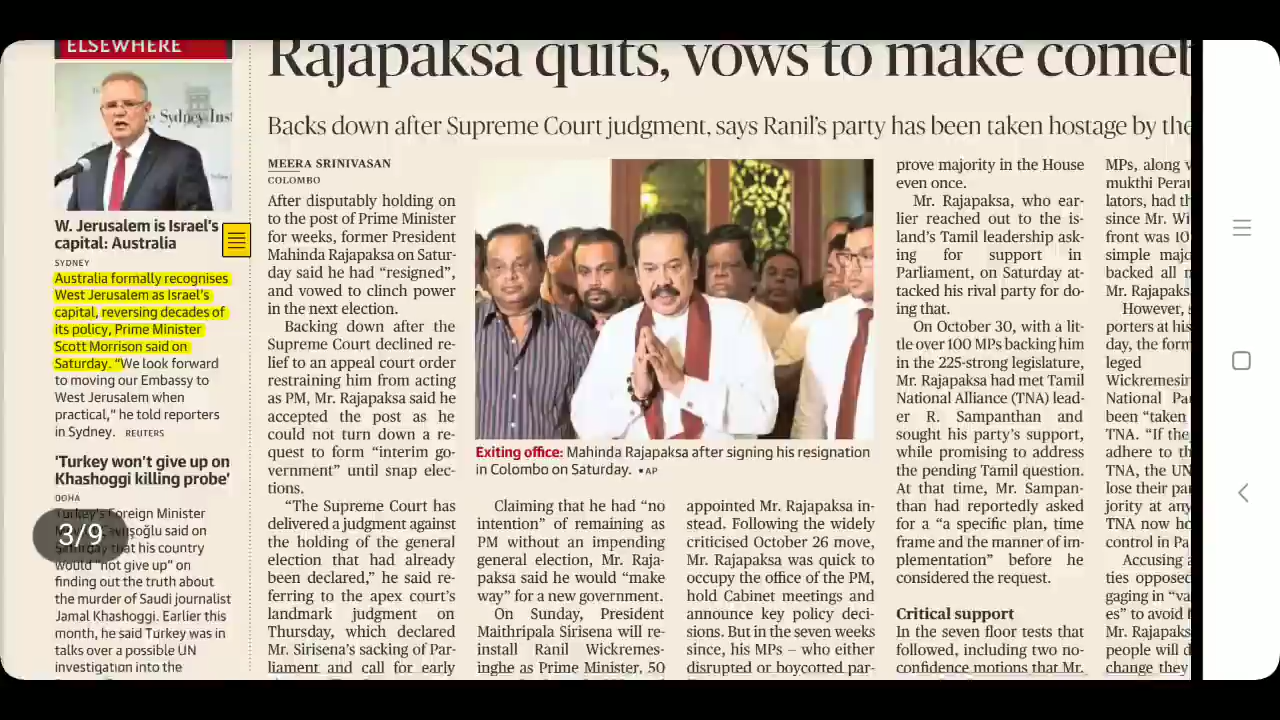 ELSEWHERE
Sydney Inst
W. Jerusalem is Israel's
capital: Australia
SYDNEY
Australia formally recognises
West Jerusalem as Israel's
capital, reversing decades of
its policy, Prime Minister
Scott Morrison said on
Saturday. "We look forward
to moving our Embassy to
West Jerusalem when
practical," he told reporters
in Sydney. REUTERS
'Turkey won't give up on
Khashoggi killing probe'
DOHA
Turkey's Foreign Minister
Çavuşoğlu said on
Saturday that his country
would "not give up" on
finding out the truth about
the murder of Saudi journalist
Jamal Khashoggi. Earlier this
month, he said Turkey was in
talks over a possible UN
investigation into the
3/9
Rajapaksa quits, vows to make comeb
Backs down after Supreme Court judgment, says Ranil's party has been taken hostage by the
MEERA SRINIVASAN
COLOMBO
After disputably holding on
to the post of Prime Minister
for weeks, former President
Mahinda Rajapaksa on Satur-
day said he had "resigned",
and vowed to clinch power
in the next election.
Backing down after the
Supreme Court declined re-
lief to an appeal court order
restraining him from acting
as PM, Mr. Rajapaksa said he
accepted the post as he
could not turn down a re-
quest to form "interim go-
vernment" until snap elec-
tions.
"The Supreme Court has
delivered a judgment against
the holding of the general
election that had already
been declared," he said re-
ferring to the apex court's
landmark judgment on
Thursday, which declared
Mr. Sirisena's sacking of Par-
liament and call for early
Exiting office: Mahinda Rajapaksa after signing his resignation
in Colombo on Saturday. ▪AP
Claiming that he had "no
intention" of remaining as
PM without an impending
general election, Mr. Raja-
paksa said he would "make
way" for a new government.
On Sunday, President
Maithripala Sirisena will re-
install Ranil Wickremes-
inghe as Prime Minister, 50
appointed Mr. Rajapaksa in-
stead. Following the widely
criticised October 26 move,
Mr. Rajapaksa was quick to
occupy the office of the PM,
hold Cabinet meetings and
announce key policy deci-
sions. But in the seven weeks
since, his MPs – who either
disrupted or boycotted par-
prove majority in the House
even once.
Mr. Rajapaksa, who ear-
lier reached out to the is-
land's Tamil leadership ask-
ing for support in
Parliament, on Saturday at-
tacked his rival party for do-
ing that.
On October 30, with a lit-
tle over 100 MPs backing him
in the 225-strong legislature,
Mr. Rajapaksa had met Tamil
National Alliance (TNA) lead-
er R. Sampanthan and
sought his party's support,
while promising to address
the pending Tamil question.
At that time, Mr. Sampan-
than had reportedly asked
for a "a specific plan, time
frame and the manner of im-
plementation" before he
considered the request.
Critical support
In the seven floor tests that
followed, including two no-
confidence motions that Mr.
MPs, along
mukthi Pera
lators, had th
since Mr. Wi
front was 10
simple majo
backed all
Mr. Rajapaks
However,
porters at his
day, the form
leged
Wickremesin
National Pa
been "taken
TNA. "If the
adhere to th
TNA, the UN
lose their pa
jority at any
TNA now ho
control in Pa
Accusing
ties oppose
gaging in "va
es" to avoid
Mr. Rajapaks
people will d
change they